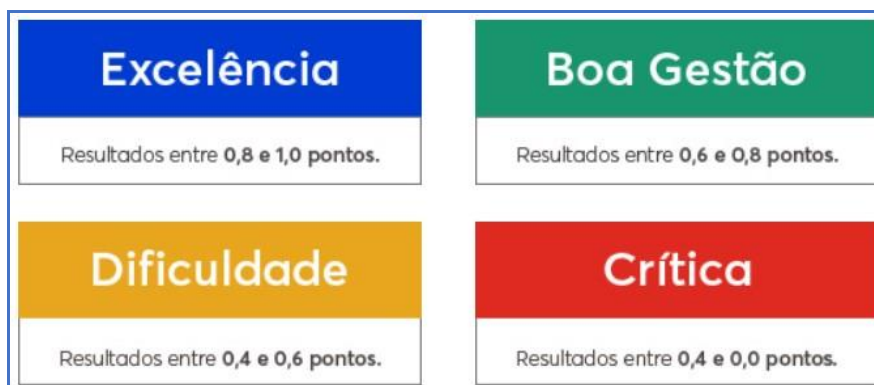 Excelência
Resultados entre 0,8 e 1,0 pontos.
Boa Gestão
Resultados entre 0,6 e 0,8 pontos.
Dificuldade
Resultados entre 0,4 e 0,6 pontos.
Crítica
Resultados entre 0,4 e 0,0 pontos.